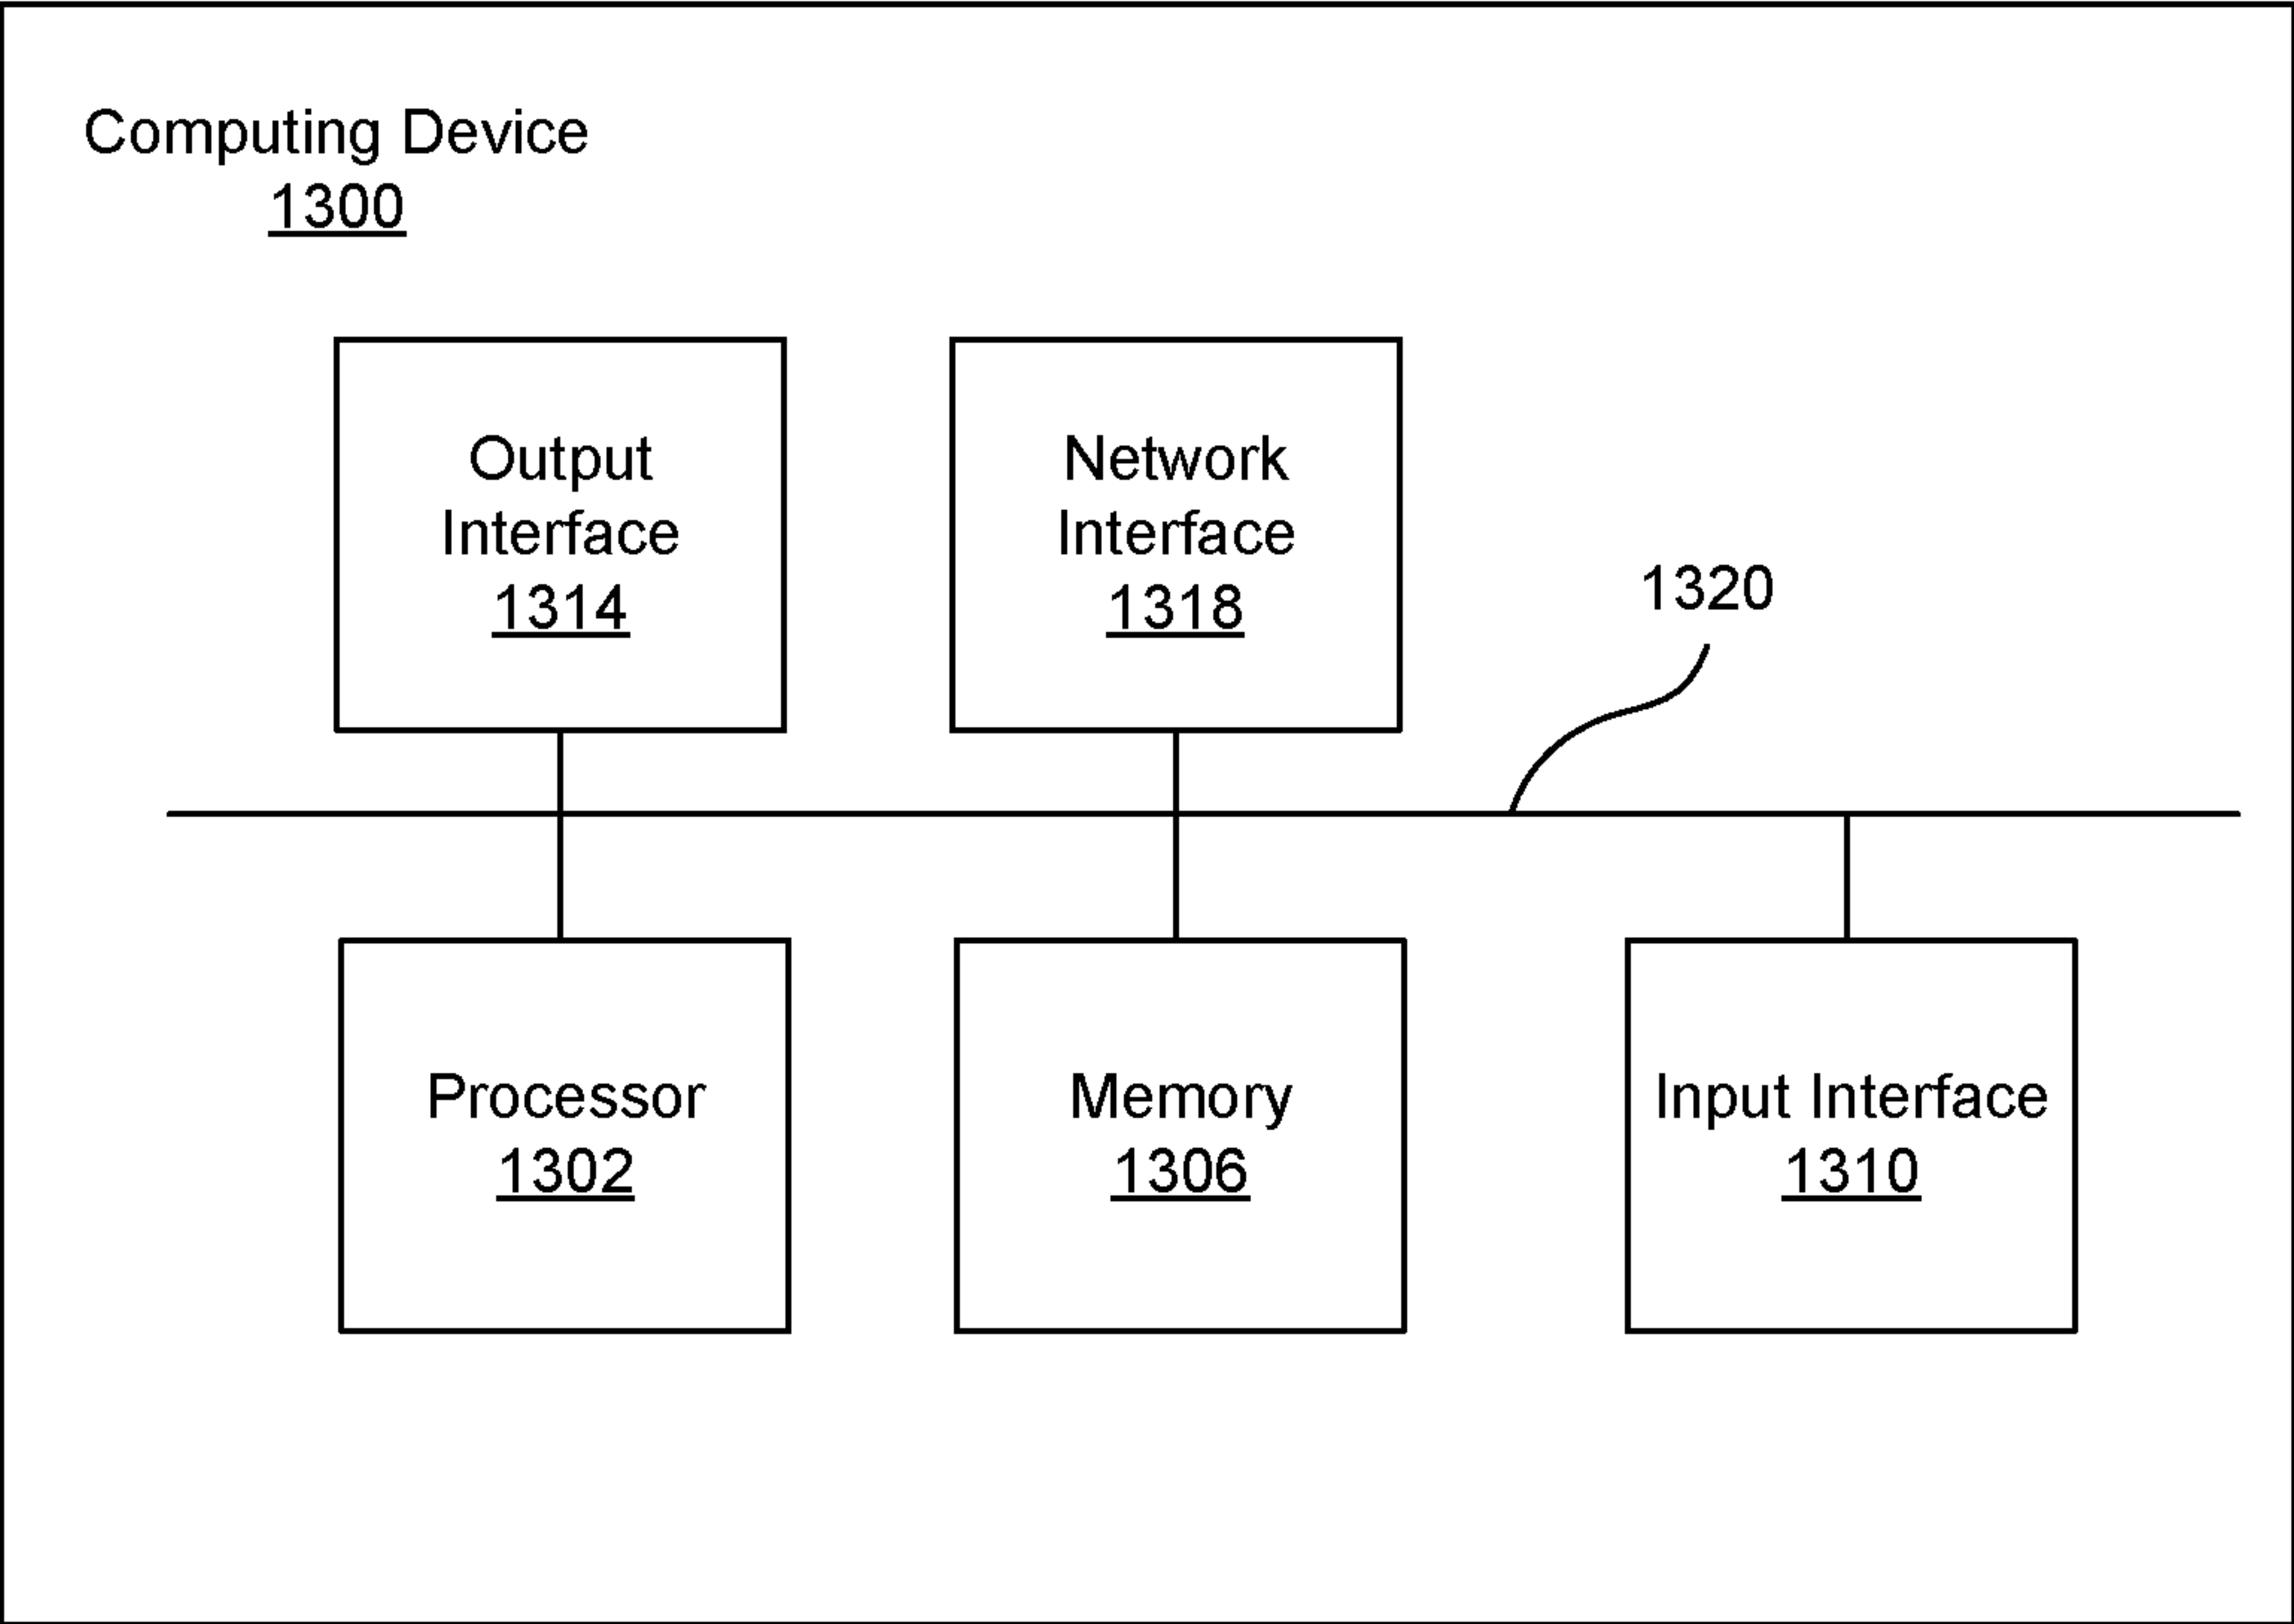 Computing Device
1300
Output
Interface
1314
Network
Interface
1318
1320
Processor
1302
Memory
1306
Input Interface
1310